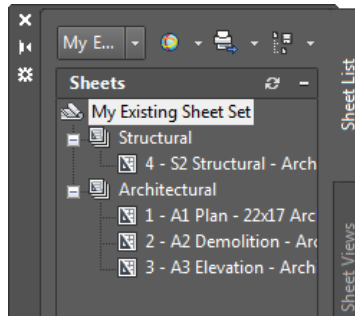 My E...
Sheets
My Existing Sheet Set
Structural
4 - S2 Structural - Arch
Architectural
1 - A1 Plan - 22x17 Arc
2 - A2 Demolition - Arc
3 - A3 Elevation - Arch
Sheet List
Sheet Views